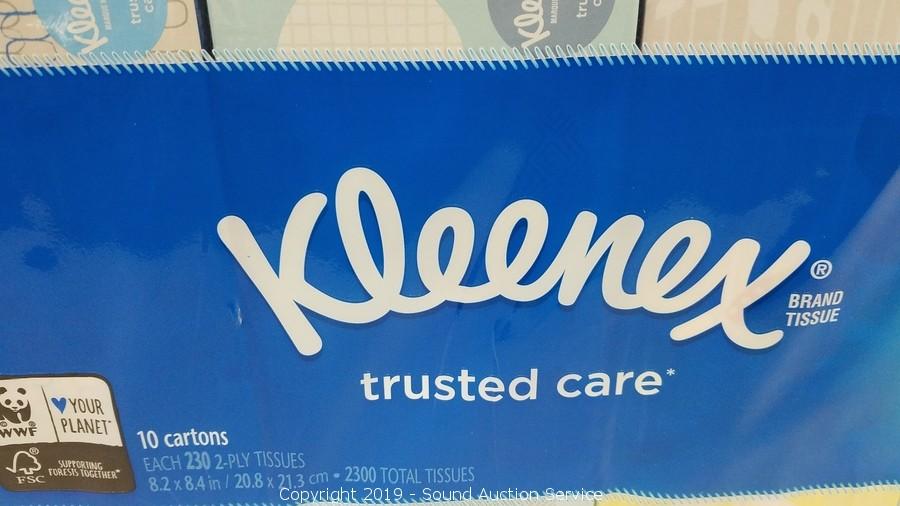 Kleenex®
BRAND
TISSUE
trusted care*
WWF
♥ YOUR
PLANET*
FSC®
SUPPORTING
FORESTS TOGETHER*
10 cartons
EACH 230 2-PLY TISSUES
8.2 x 8.4 in / 20.8 x 21.3 cm • 2300 TOTAL TISSUES
Copyright 2019 - Sound Auction Service